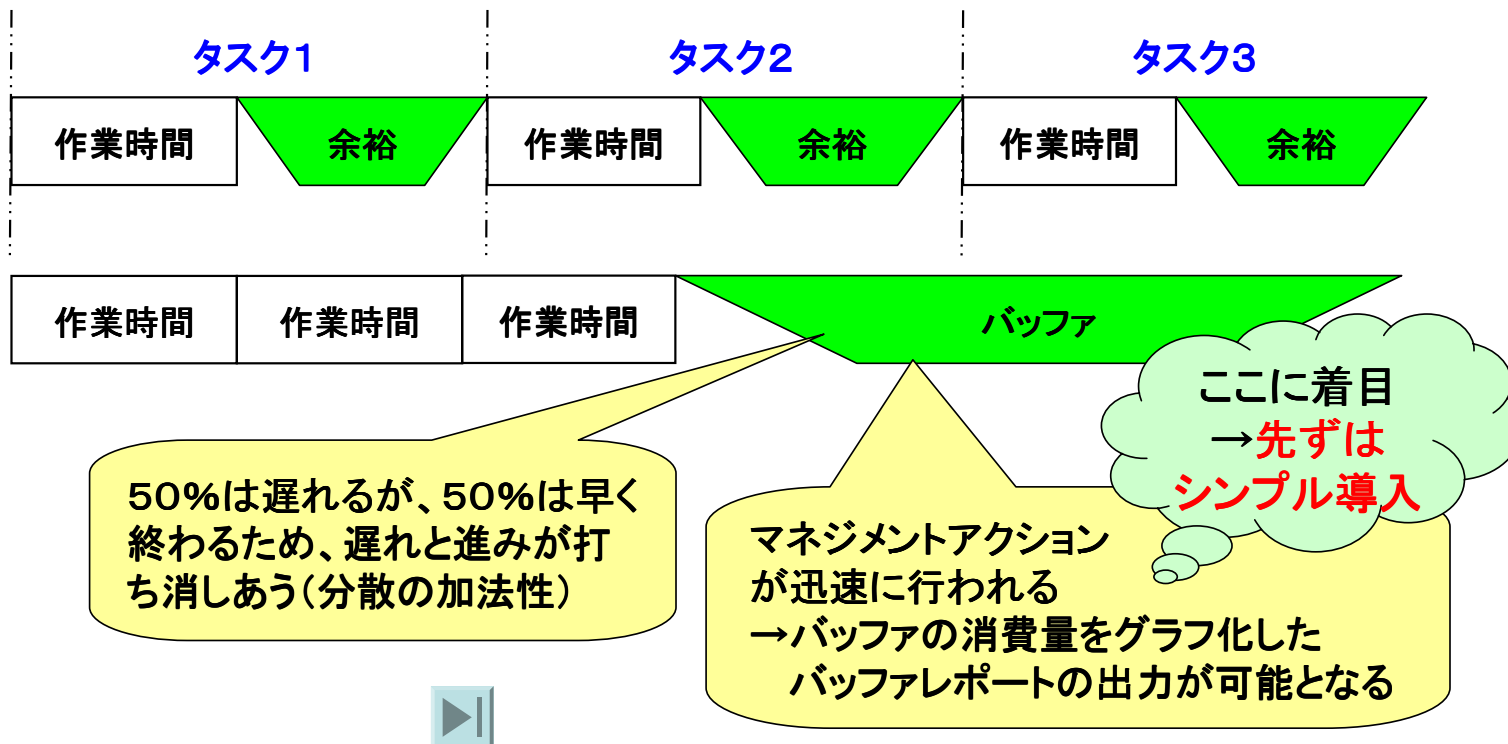 タスク1
タスク2
タスク3
作業時間
余裕
作業時間
余裕
作業時間
余裕
作業時間
作業時間
作業時間
バッファ
ここに着目
→先ずは
シンプル導入
50%は遅れるが、50%は早く
終わるため、遅れと進みが打
ち消しあう(分散の加法性)
マネジメントアクション
が迅速に行われる
→バッファの消費量をグラフ化した
バッファレポートの出力が可能となる